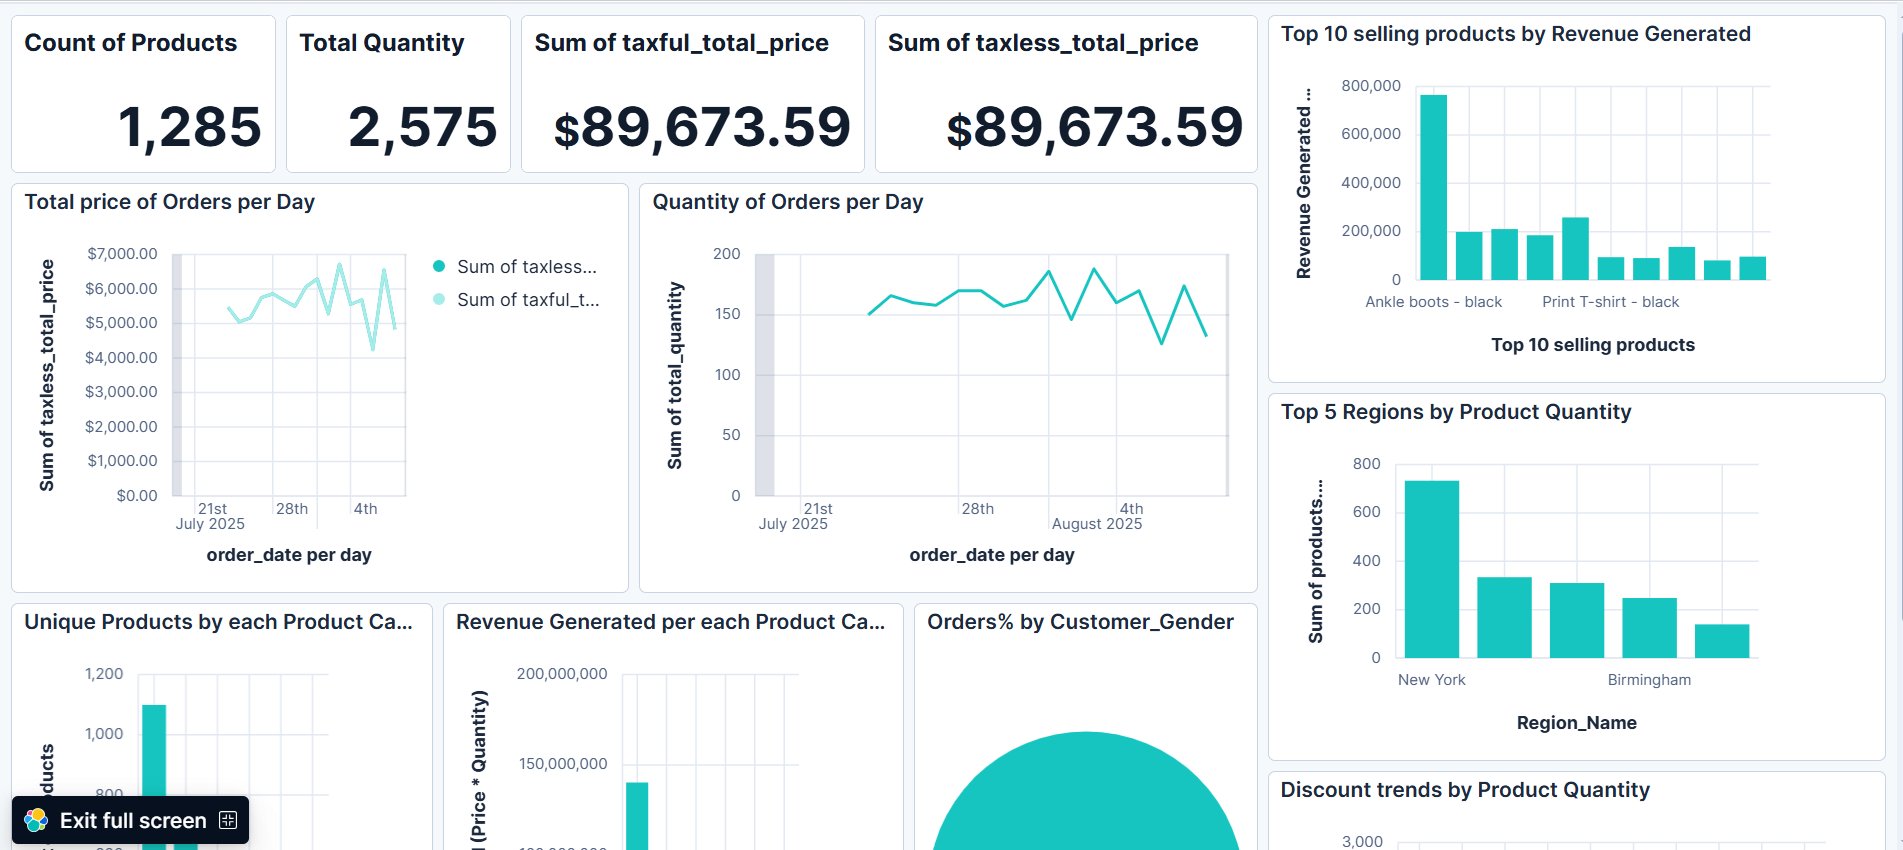 Count of Products
1,285
Total Quantity
2,575
Sum of taxful_total_price
$89,673.59
Sum of taxless_total_price
$89,673.59
Top 10 selling products by Revenue Generated
Revenue Generated ...
800,000
600,000
400,000
200,000
0
Ankle boots - black
Print T-shirt - black
Top 10 selling products
Total price of Orders per Day
Sum of taxless_total_price
$7,000.00
$6,000.00
$5,000.00
$4,000.00
$3,000.00
$2,000.00
$1,000.00
$0.00
21st
28th
4th
July 2025
order_date per day
Sum of taxless...
Sum of taxful_t...
Quantity of Orders per Day
Sum of total_quantity
200
150
100
50
0
21st
28th
4th
July 2025
August 2025
order_date per day
Top 5 Regions by Product Quantity
Sum of products....
800
600
400
200
0
New York
Birmingham
Region_Name
Unique Products by each Product Ca...
1,200
1,000
800
Exit full screen
Revenue Generated per each Product Ca...
(Price * Quantity)
200,000,000
150,000,000
Orders% by Customer_Gender
Discount trends by Product Quantity
3,000